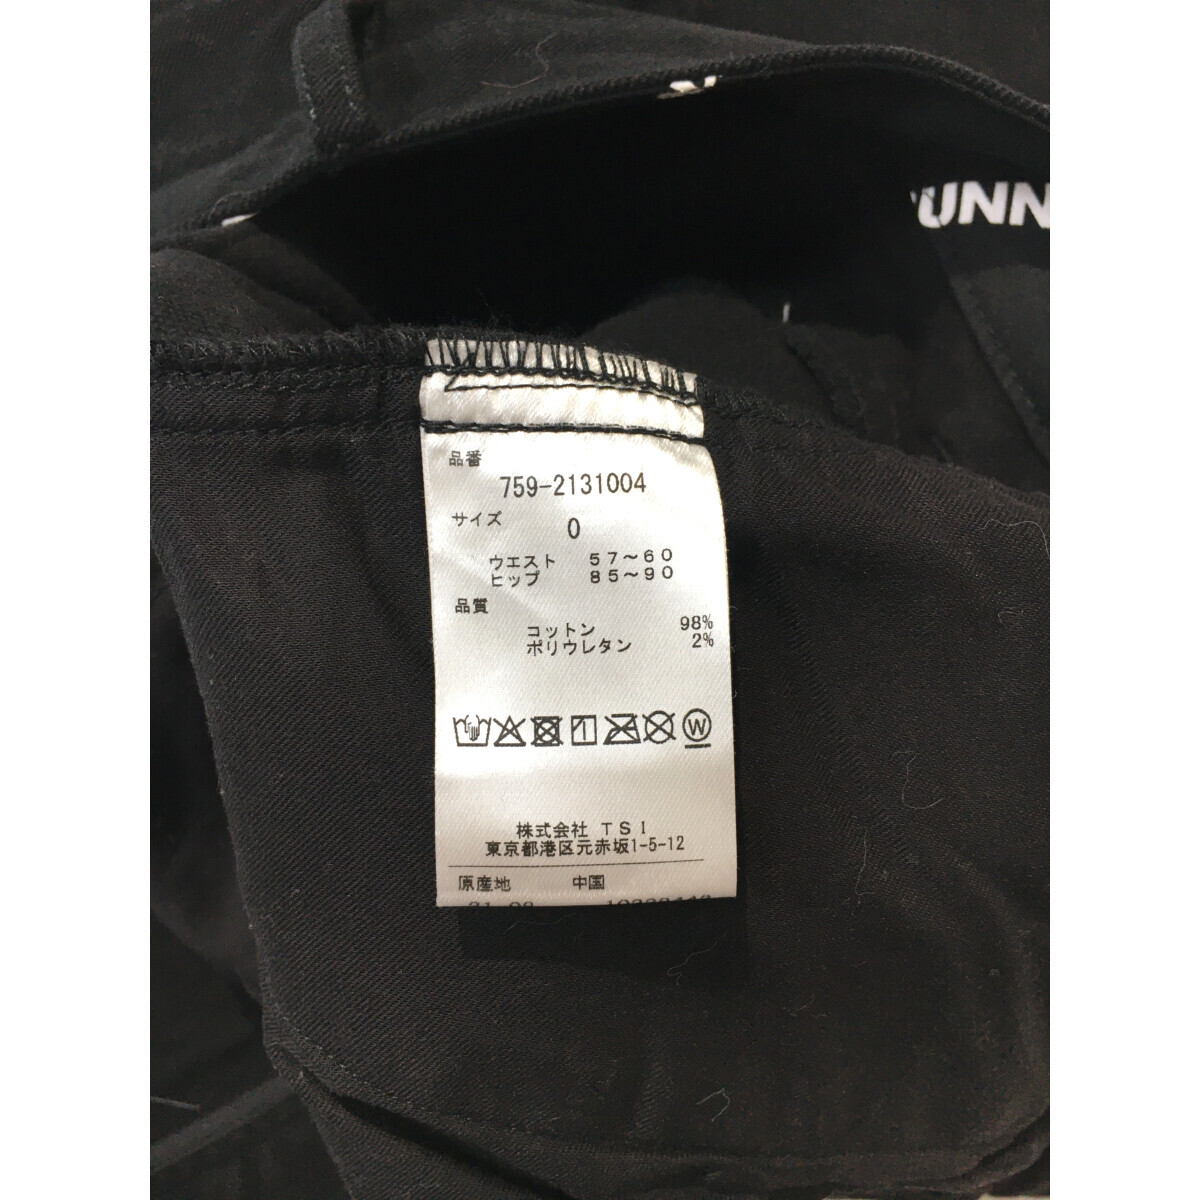 UNN
品番
759-2131004
サイズ
0
ウエスト 57～60
ヒップ 85～90
品質
コットン 98%
ポリウレタン 2%
W
株式会社 TSI
東京都港区元赤坂1-5-12
原産地 中国